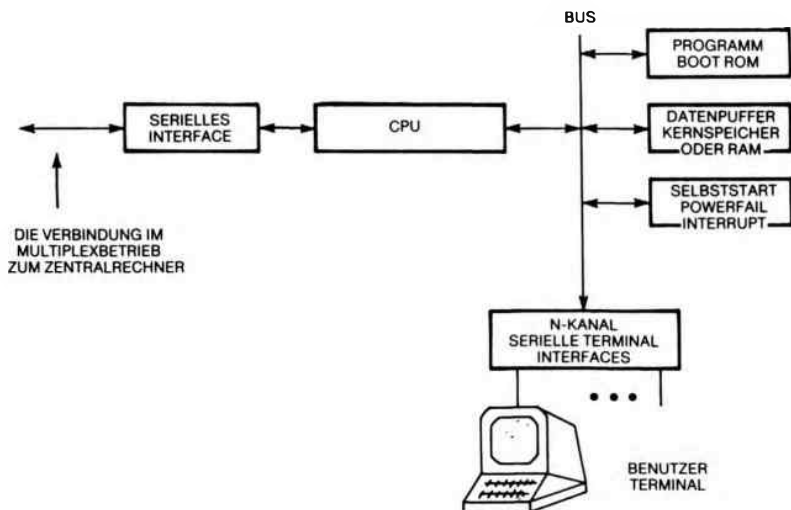 BUS
PROGRAMM
BOOT ROM
SERIELLES
INTERFACE
CPU
DATENPUFFER
KERNSPEICHER
ODER RAM
SELBSTSTART
POWERFAIL
INTERRUPT
DIE VERBINDUNG IM
MULTIPLEXBETRIEB
ZUM ZENTRALRECHNER
N-KANAL
SERIELLE TERMINAL
INTERFACES
BENUTZER
TERMINAL